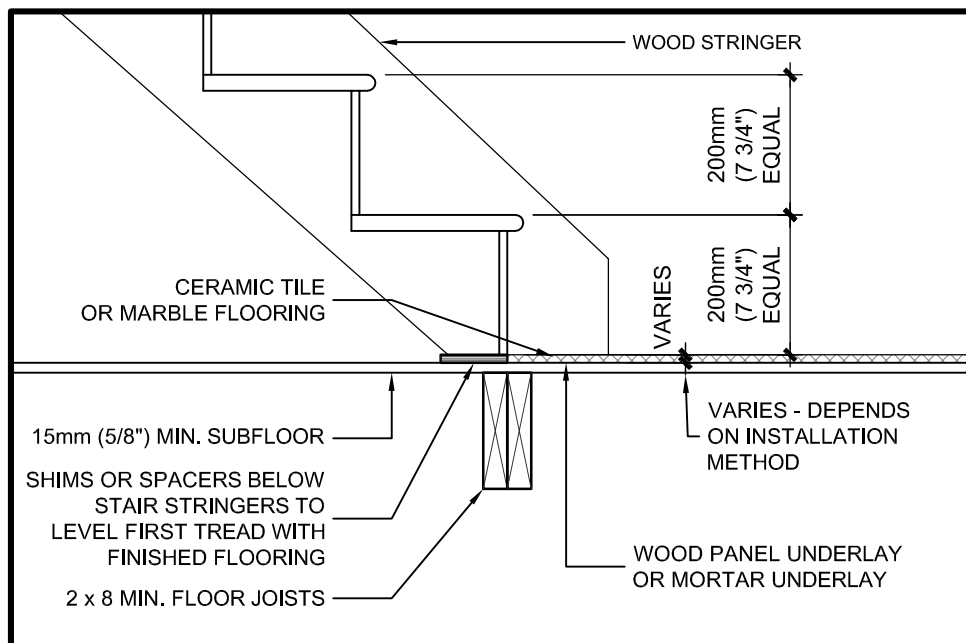 WOOD STRINGER
200mm
(7 3/4")
EQUAL
200mm
(7 3/4")
EQUAL
VARIES
CERAMIC TILE
OR MARBLE FLOORING
15mm (5/8") MIN. SUBFLOOR
SHIMS OR SPACERS BELOW
STAIR STRINGERS TO
LEVEL FIRST TREAD WITH
FINISHED FLOORING
2 x 8 MIN. FLOOR JOISTS
VARIES - DEPENDS
ON INSTALLATION
METHOD
WOOD PANEL UNDERLAY
OR MORTAR UNDERLAY